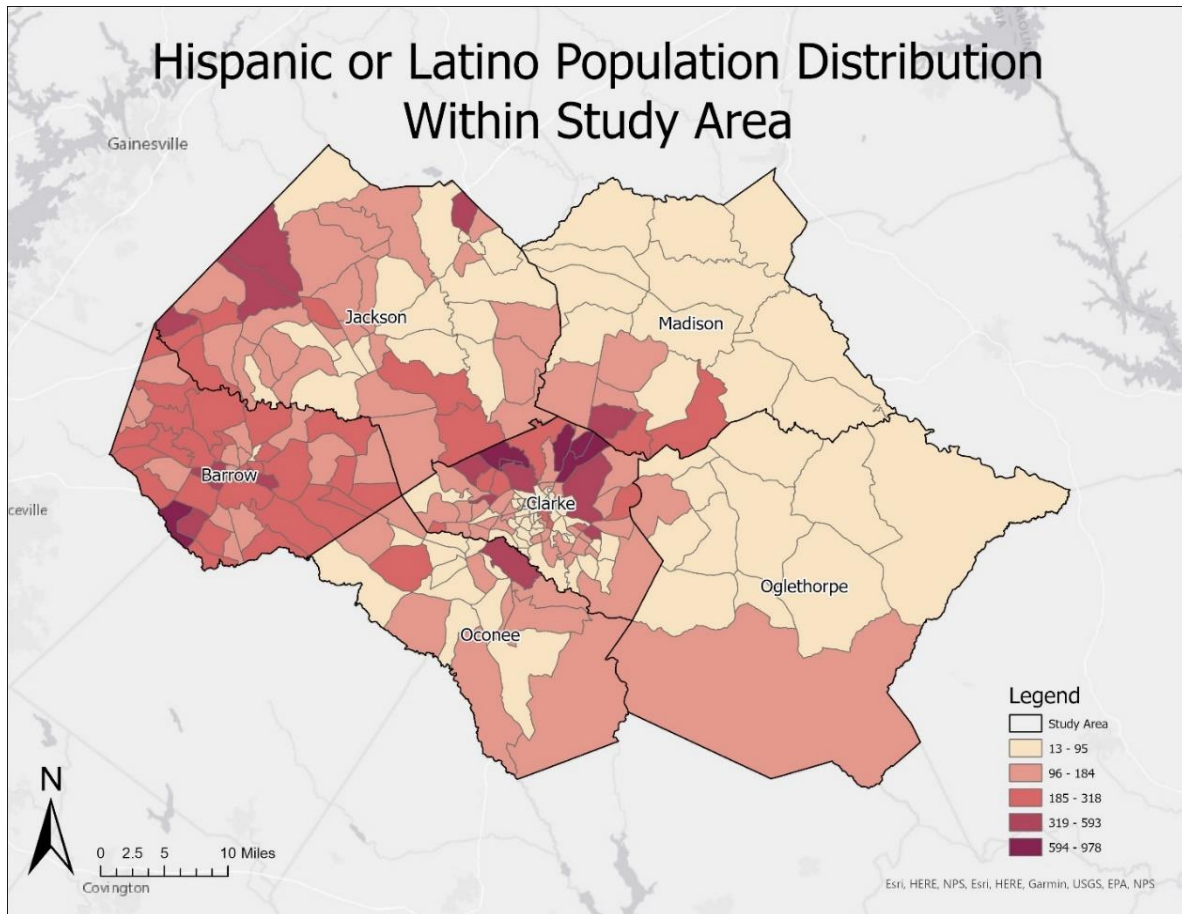 Hispanic or Latino Population Distribution
Within Study Area
Gainesville
Jackson
Madison
Barrow
ceville
Clarke
Oglethorpe
Oconee
Legend
Study Area
13 - 95
96 - 184
185 - 318
319 - 593
594 - 978
N
0 2.5 5 10 Miles
Covington
Esri, HERE, NPS, Esri, HERE, Garmin, USGS, EPA, NPS